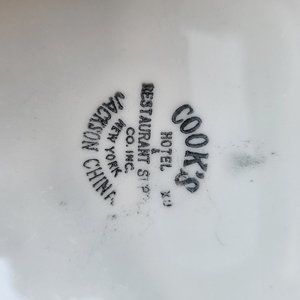 COOK'S
HOTEL &
RESTAURANT
CO. INC.
NEW YORK
JACKSON CHINA